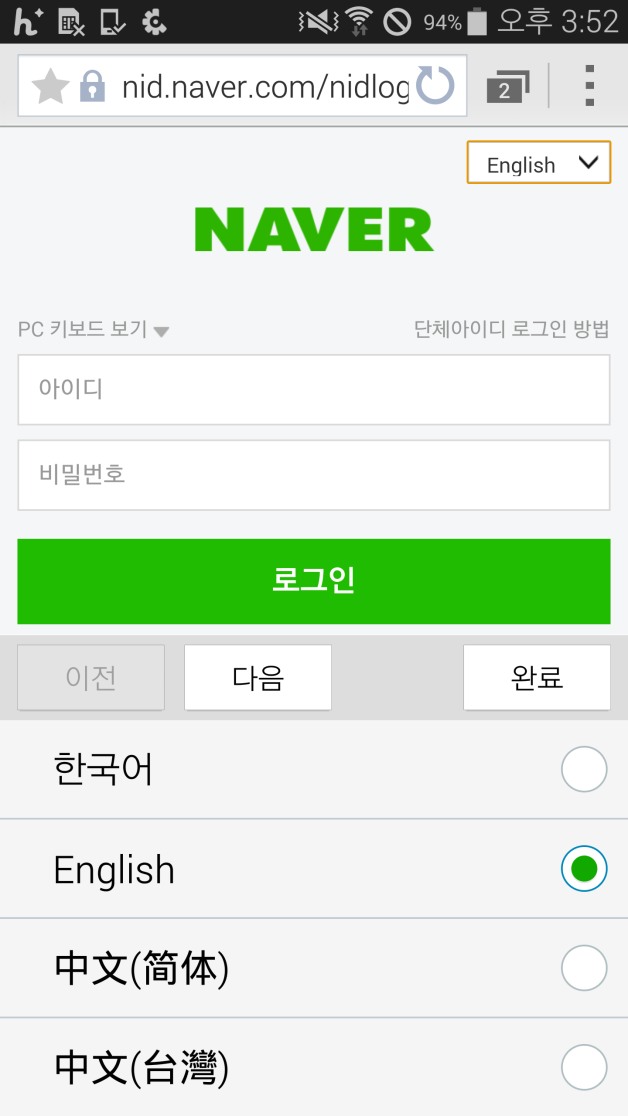 94% 오후 3:52
nid.naver.com/nidlog
2
English
NAVER
PC 키보드 보기 단체아이디 로그인 방법
아이디
비밀번호
로그인
이전 다음 완료
한국어
English
中文(简体)
中文(台灣)